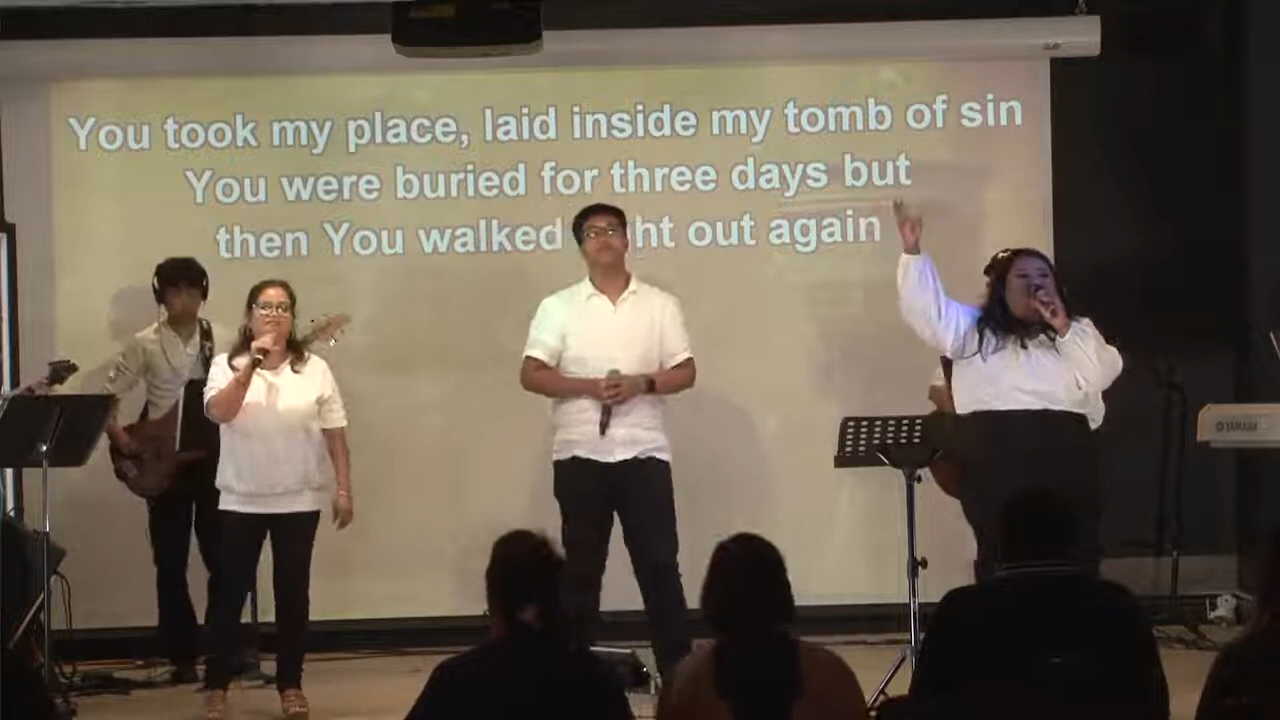 You took my place, laid inside my tomb of sin
You were buried for three days but
then You walked ght out again
YAMAHA